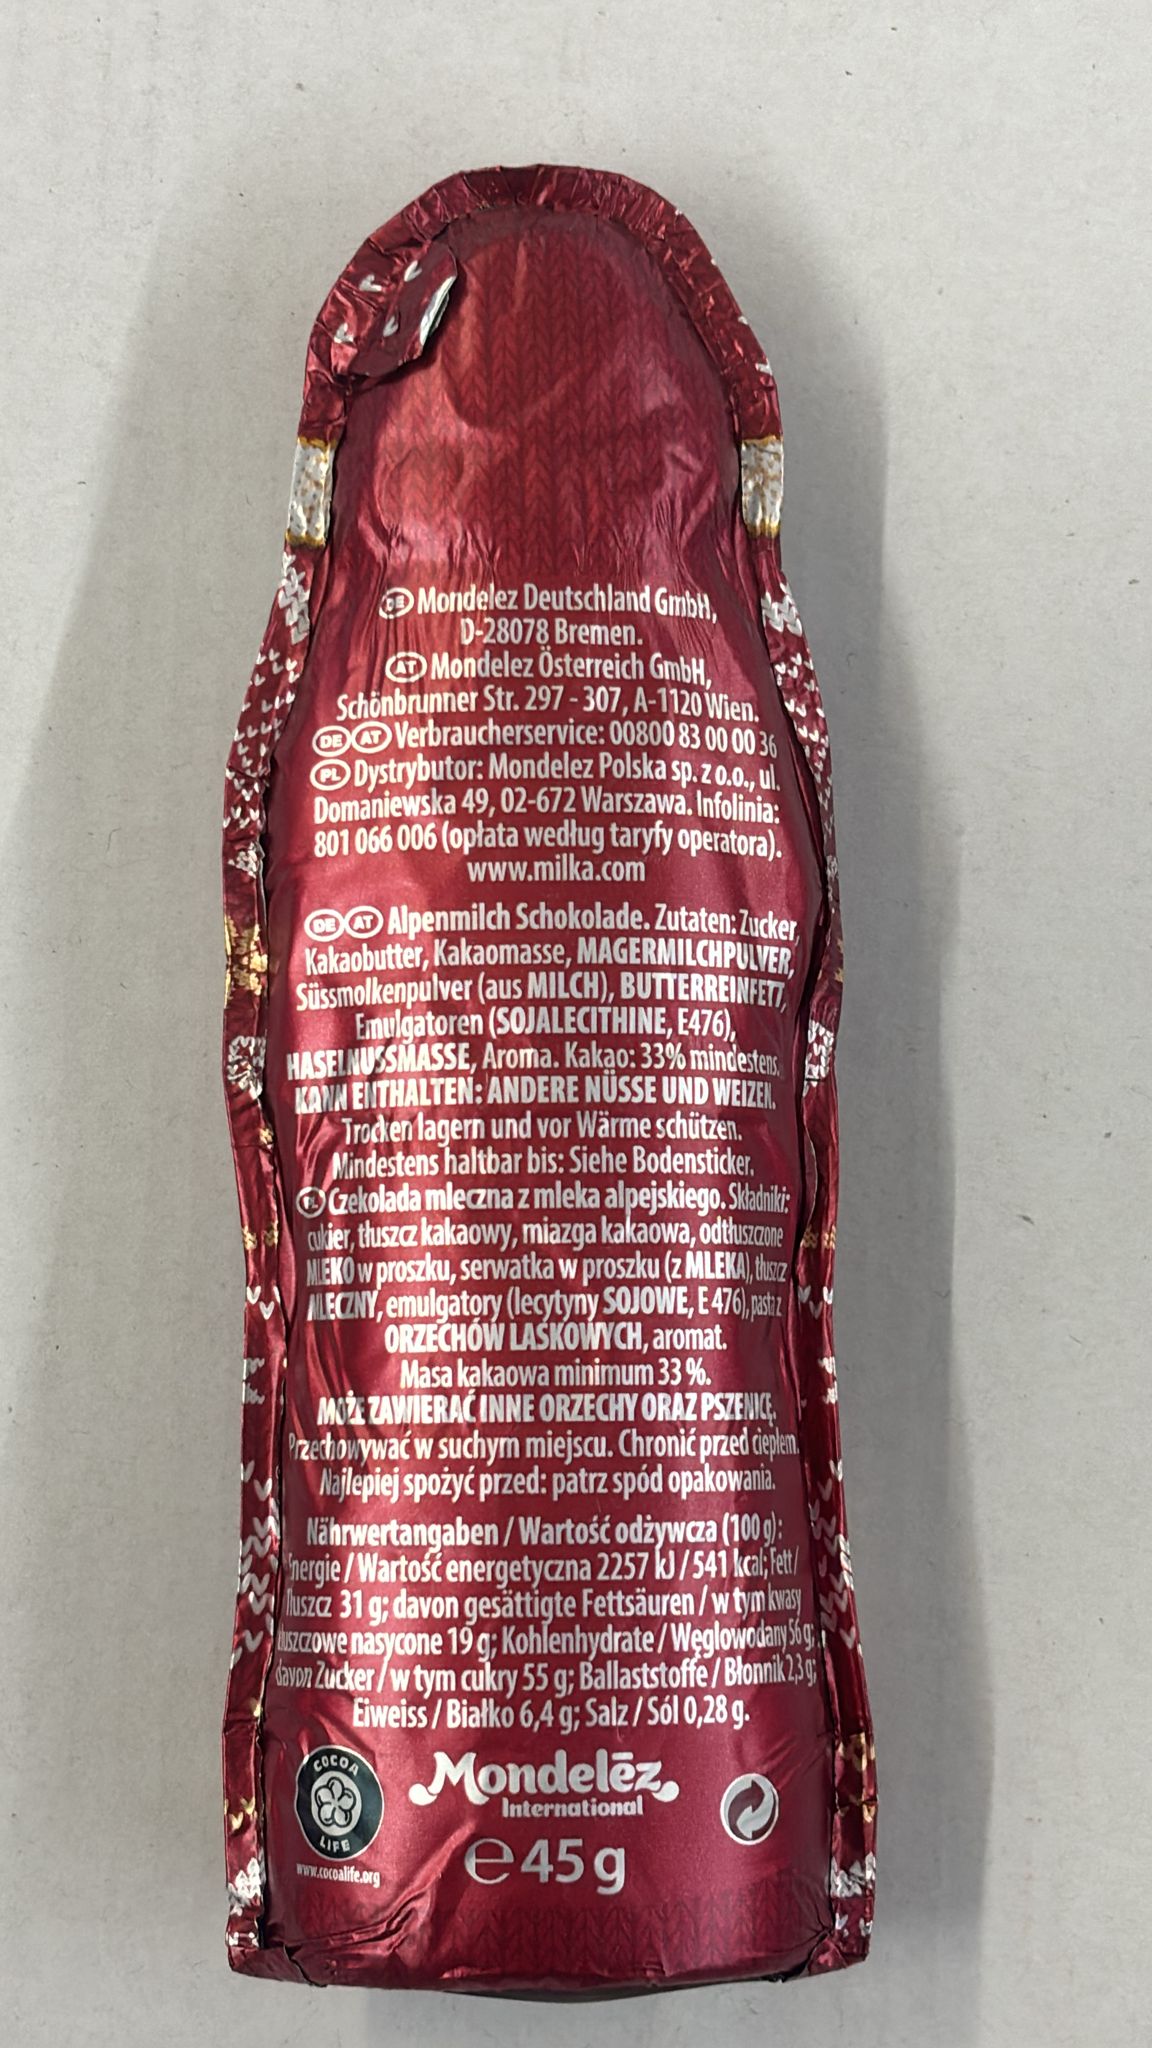 DE Mondelez Deutschland GmbH,
D-28078 Bremen.
AT Mondelez Österreich GmbH,
Schönbrunner Str. 297 - 307, A-1120 Wien.
DE AT Verbraucherservice: 00800 83 00 00 36
PL Dystrybutor: Mondelez Polska sp. z o.o., ul.
Domaniewska 49, 02-672 Warszawa. Infolinia:
801 066 006 (opłata według taryfy operatora).
www.milka.com
DE AT Alpenmilch Schokolade. Zutaten: Zucker,
Kakaobutter, Kakaomasse, MAGERMILCHPULVER,
Süssmolkenpulver (aus MILCH), BUTTERREINFETT,
Emulgatoren (SOJALECITHINE, E476),
HASELNUSSMASSE, Aroma. Kakao: 33% mindestens.
KANN ENTHALTEN: ANDERE NÜSSE UND WEIZEN.
Trocken lagern und vor Wärme schützen.
Mindestens haltbar bis: Siehe Bodensticker.
PL Czekolada mleczna z mleka alpejskiego. Składniki:
cukier, tłuszcz kakaowy, miazga kakaowa, odtłuszczone
MLEKO w proszku, serwatka w proszku (z MLEKA), tłuszcz
MLECZNY, emulgatory (lecytyny SOJOWE, E 476), pasta z
ORZECHÓW LASKOWYCH, aromat.
Masa kakaowa minimum 33 %.
MOŻE ZAWIERAĆ INNE ORZECHY ORAZ PSZENICĘ.
Przechowywać w suchym miejscu. Chronić przed ciepłem.
Najlepiej spożyć przed: patrz spód opakowania.
Nährwertangaben / Wartość odżywcza (100 g):
Energie / Wartość energetyczna 2257 kJ / 541 kcal; Fett /
Tłuszcz 31 g; davon gesättigte Fettsäuren / w tym kwasy
tłuszczowe nasycone 19 g; Kohlenhydrate / Węglowodany 56 g;
davon Zucker / w tym cukry 55 g; Ballaststoffe / Błonnik 2,3 g;
Eiweiss / Białko 6,4 g; Salz / Sól 0,28 g.
COCOA LIFE
www.cocoalife.org
Mondelēz
International
℮ 45 g